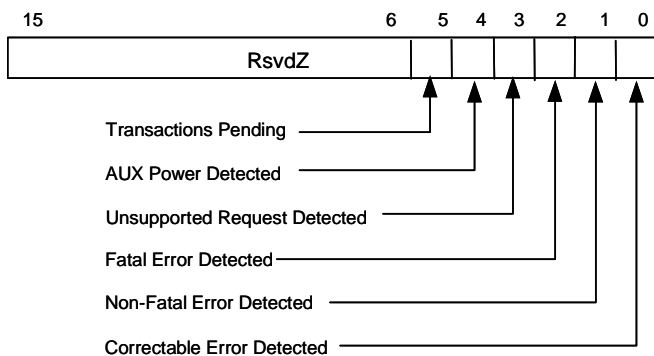 15 6 5 4 3 2 1 0
RsvdZ
Transactions Pending
AUX Power Detected
Unsupported Request Detected
Fatal Error Detected
Non-Fatal Error Detected
Correctable Error Detected